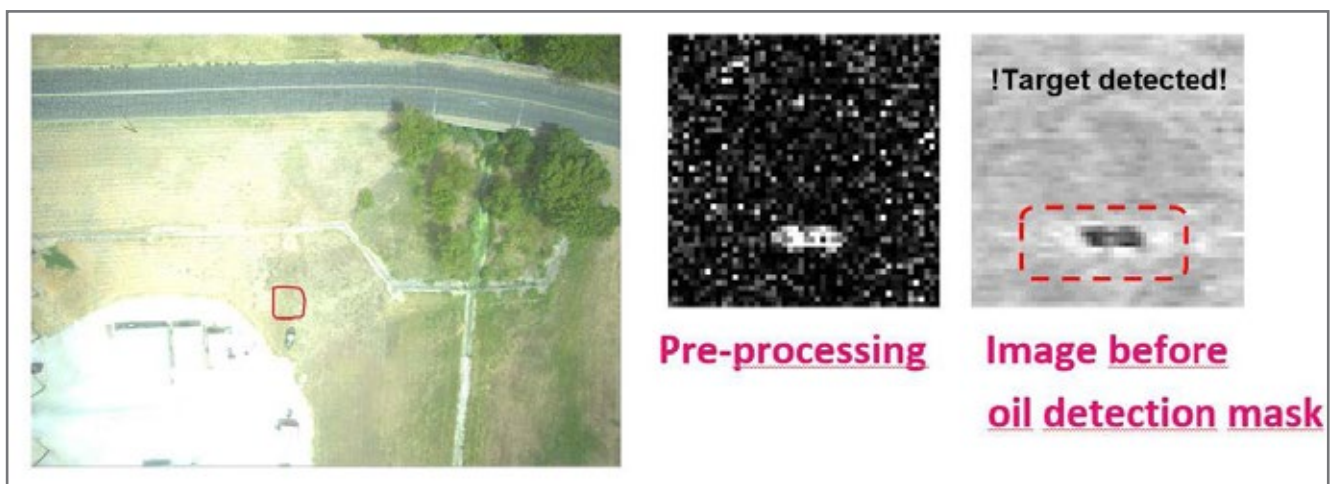 !Target detected!
Pre-processing
Image before
oil detection mask